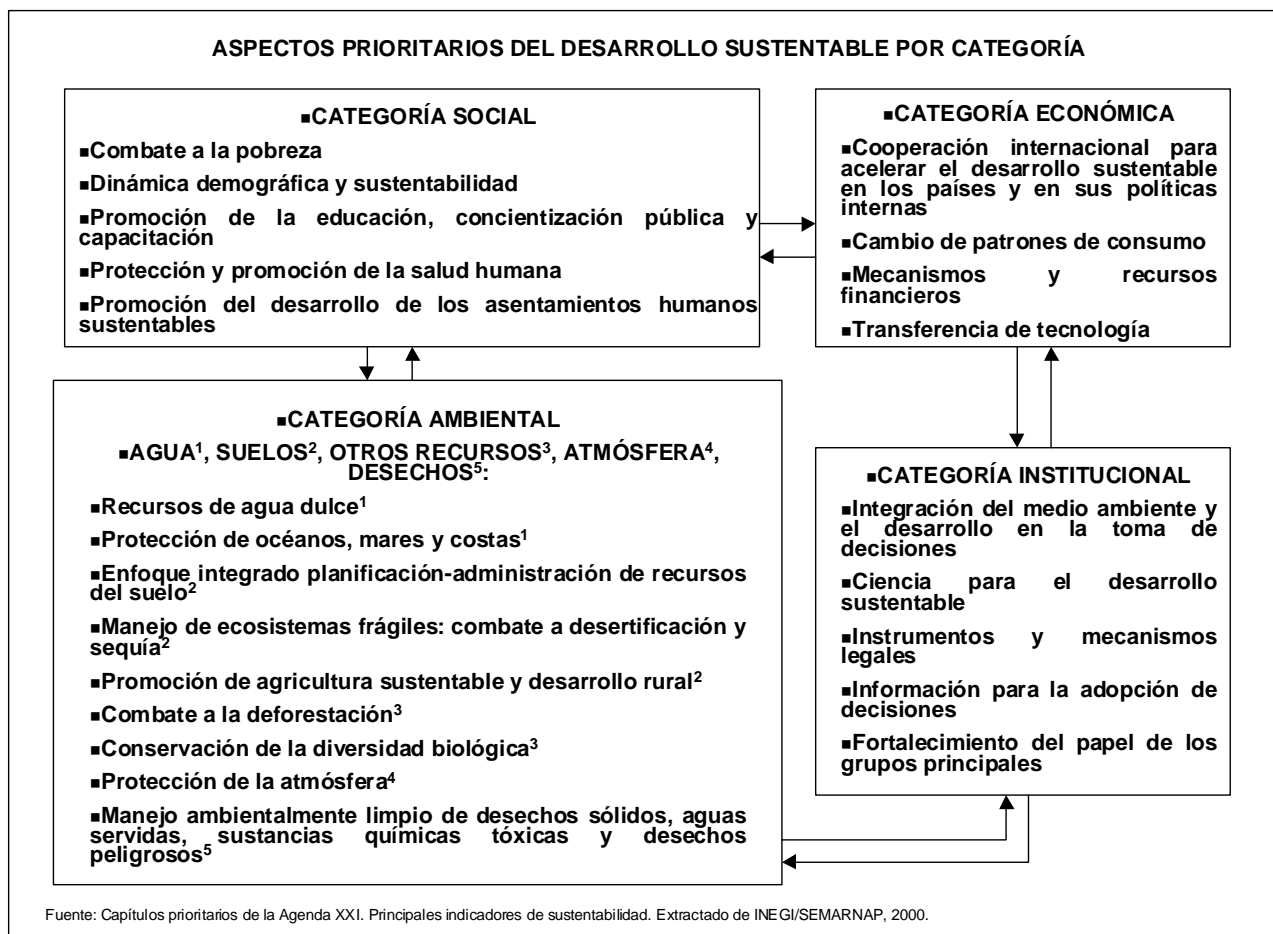 ASPECTOS PRIORITARIOS DEL DESARROLLO SUSTENTABLE POR CATEGORÍA
▪CATEGORÍA SOCIAL
▪Combate a la pobreza
▪Dinámica demográfica y sustentabilidad
▪Promoción de la educación, concientización pública y
capacitación
▪Protección y promoción de la salud humana
▪Promoción del desarrollo de los asentamientos humanos
sustentables
▪CATEGORÍA ECONÓMICA
▪Cooperación internacional para
acelerar el desarrollo sustentable
en los países y en sus políticas
internas
▪Cambio de patrones de consumo
▪Mecanismos y recursos
financieros
▪Transferencia de tecnología
▪CATEGORÍA AMBIENTAL
▪AGUA¹, SUELOS², OTROS RECURSOS³, ATMÓSFERA⁴,
DESECHOS⁵:
▪Recursos de agua dulce¹
▪Protección de océanos, mares y costas¹
▪Enfoque integrado planificación-administración de recursos
del suelo²
▪Manejo de ecosistemas frágiles: combate a desertificación y
sequía²
▪Promoción de agricultura sustentable y desarrollo rural²
▪Combate a la deforestación³
▪Conservación de la diversidad biológica³
▪Protección de la atmósfera⁴
▪Manejo ambientalmente limpio de desechos sólidos, aguas
servidas, sustancias químicas tóxicas y desechos
peligrosos⁵
▪CATEGORÍA INSTITUCIONAL
▪Integración del medio ambiente y
el desarrollo en la toma de
decisiones
▪Ciencia para el desarrollo
sustentable
▪Instrumentos y mecanismos
legales
▪Información para la adopción de
decisiones
▪Fortalecimiento del papel de los
grupos principales
Fuente: Capítulos prioritarios de la Agenda XXI. Principales indicadores de sustentabilidad. Extractado de INEGI/SEMARNAP, 2000.